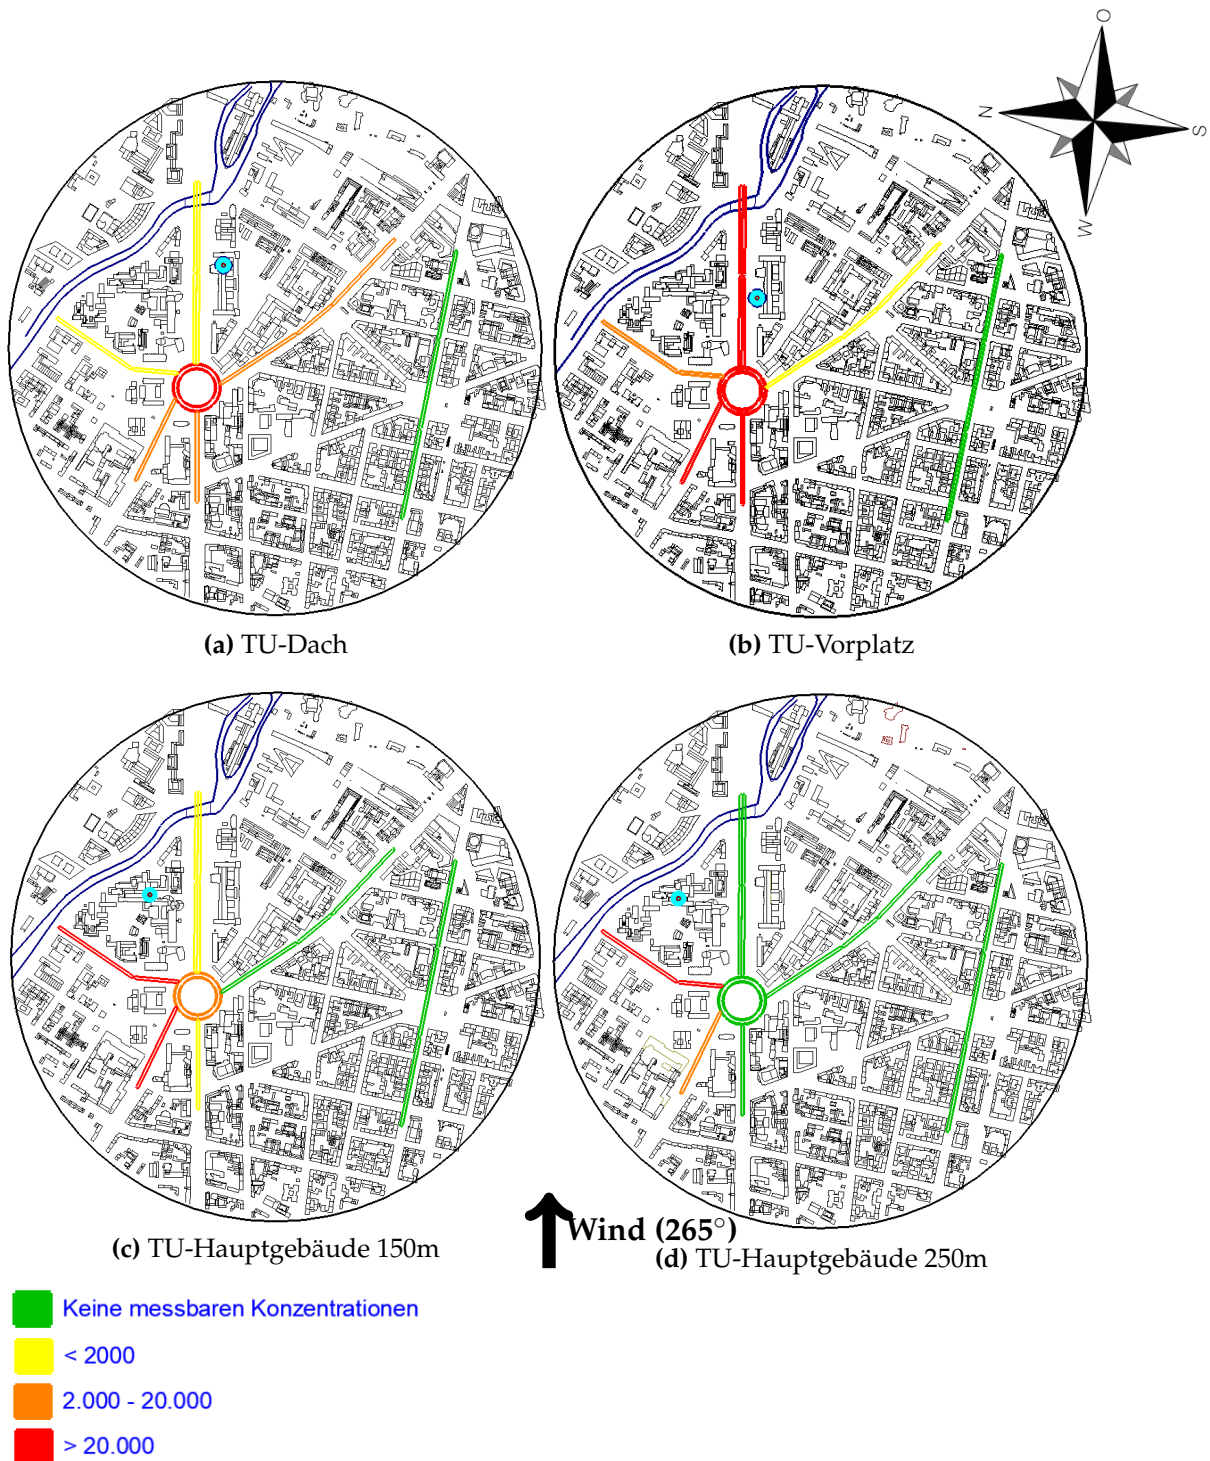 O
N
S
W
(a) TU-Dach
(b) TU-Vorplatz
(c) TU-Hauptgebäude 150m
Wind (265°)
(d) TU-Hauptgebäude 250m
Keine messbaren Konzentrationen
< 2000
2.000 - 20.000
> 20.000